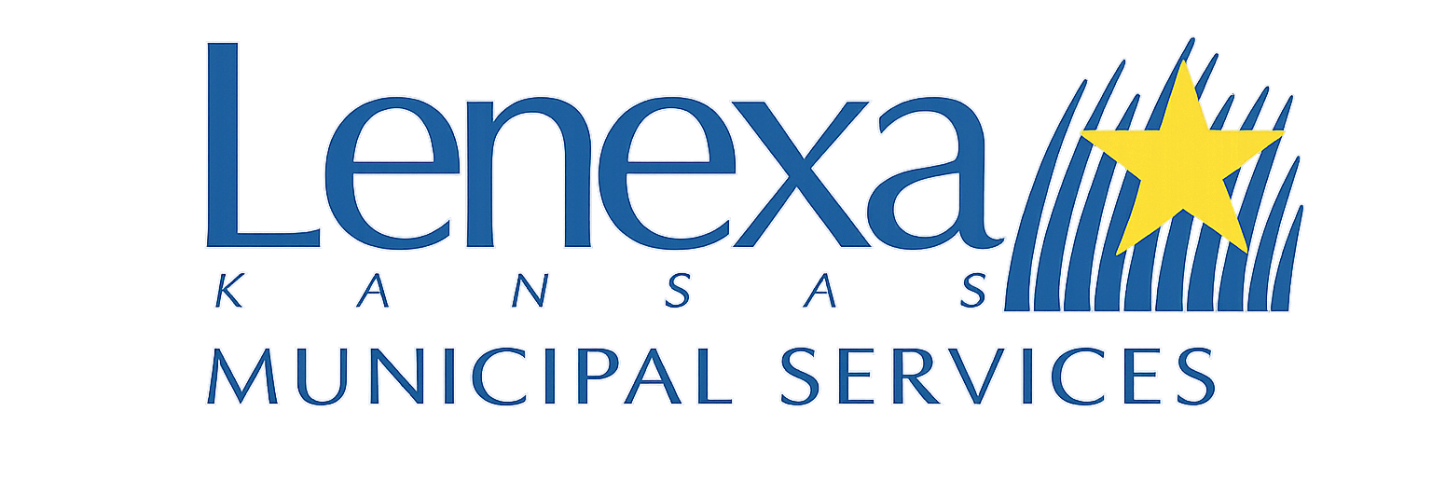 Lenexa
KANSAS
MUNICIPAL SERVICES